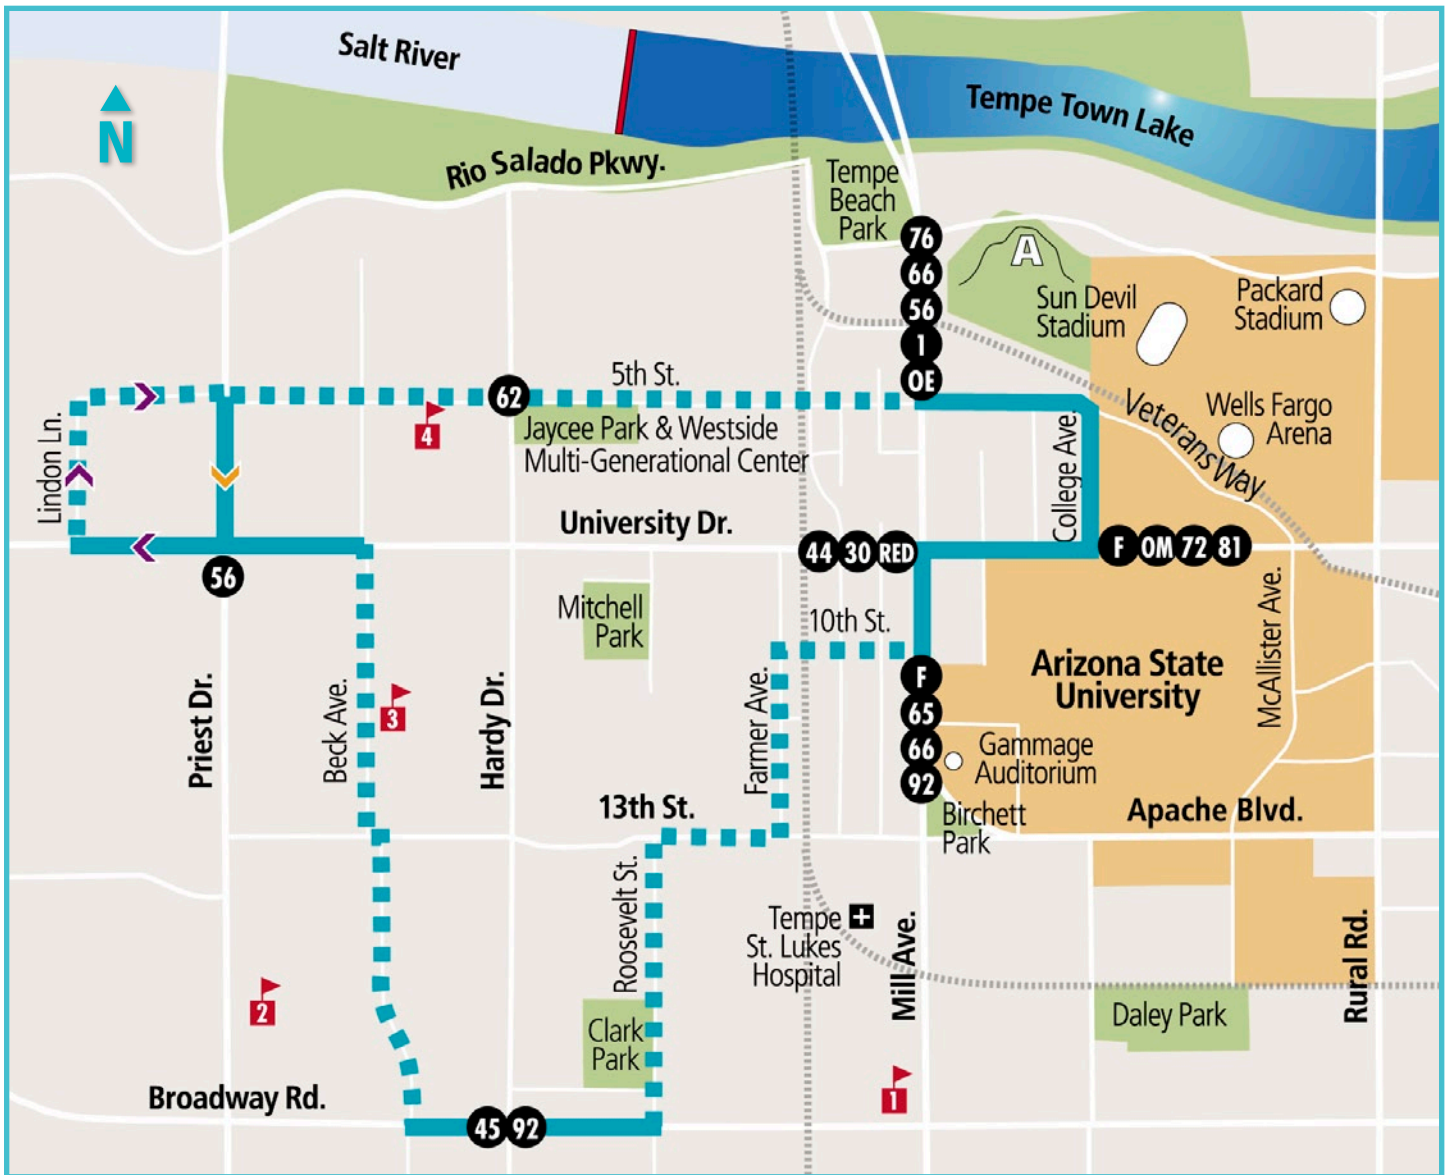 Salt River
Tempe Town Lake
N
Rio Salado Pkwy.
Tempe
Beach
Park
76
66
56
1
OE
A
Sun Devil
Stadium
Packard
Stadium
5th St.
62
4
Jaycee Park & Westside
Multi-Generational Center
Lindon Ln.
College Ave.
Veterans Way
Wells Fargo
Arena
University Dr.
44 30 RED
F OM 72 81
56
Mitchell
Park
10th St.
Arizona State
University
McAllister Ave.
Priest Dr.
Beck Ave.
3
Hardy Dr.
Farmer Ave.
F
65
66
92
Gammage
Auditorium
13th St.
Birchett
Park
Apache Blvd.
Roosevelt St.
Tempe
St. Lukes
Hospital
Mill Ave.
Rural Rd.
2
Clark
Park
Daley Park
1
Broadway Rd.
45 92